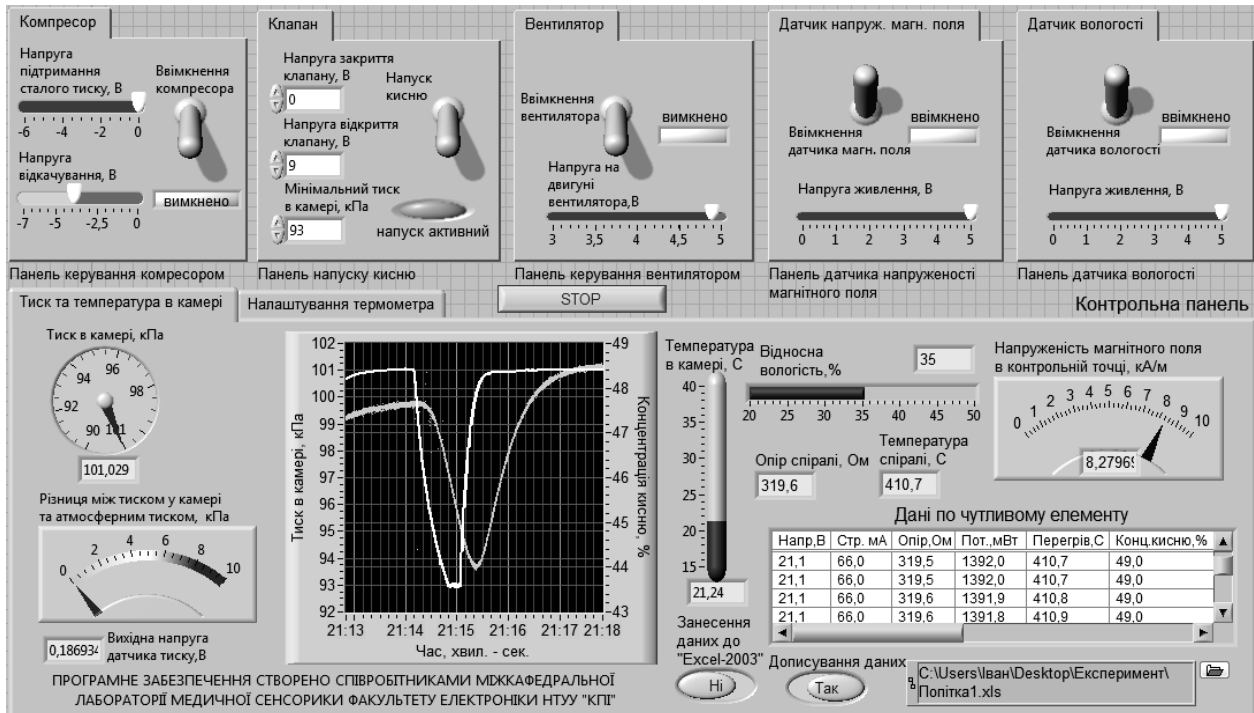 Компресор
Напруга
підтримання
сталого тиску, В
-6 -4 -2 0
Ввімкнення
компресора
Напруга
відкачування, В
-7 -5 -2,5 0
вимкнено
Панель керування комресором
Клапан
Напруга закриття
клапану, В
0
Напуск
кисню
Напруга відкриття
клапану, В
9
Мінімальний тиск
в камері, кПа
93
напуск активний
Панель напуску кисню
Вентилятор
Ввімкнення
вентилятора
вимкнено
Напруга на
двигуні
вентилятора,В
3 3,5 4 4,5 5
Панель керування вентилятором
Датчик напруж. магн. поля
ввімкнено
Ввімкнення
датчика магн. поля
Напруга живлення, В
0 1 2 3 4 5
Панель датчика напруженості
магнітного поля
Датчик вологості
ввімкнено
Ввімкнення
датчика вологості
Напруга живлення, В
0 1 2 3 4 5
Панель датчика вологості
Тиск та температура в камері
Налаштування термометра
STOP
Контрольна панель
Тиск в камері, кПа
90 92 94 96 98 101
101,029
Різниця між тиском у камері
та атмосферним тиском, кПа
0 2 4 6 8 10
0,186934
Вихідна напруга
датчика тиску,В
Тиск в камері, кПа
102
101
100
99
98
97
96
95
94
93
92
Концентрація кисню, %
49
48
47
46
45
44
43
21:13 21:14 21:15 21:16 21:17 21:18
Час, хвил. - сек.
Температура
в камері, С
40
35
30
25
20
15
21,24
Відносна
вологість,%
35
20 25 30 35 40 45 50
Опір спіралі, Ом
319,6
Температура
спіралі, С
410,7
Напруженість магнітного поля
в контрольній точці, кА/м
0 1 2 3 4 5 6 7 8 9 10
8,27969
Дані по чутливому елементу
Напр,В Стр. мА Опір,Ом Пот.,мВт Перегрів,С Конц.кисню,%
21,1 66,0 319,5 1392,0 410,7 49,0
21,1 66,0 319,5 1392,0 410,7 49,0
21,1 66,0 319,6 1391,9 410,8 49,0
21,1 66,0 319,6 1391,8 410,9 49,0
Занесення
даних до
"Excel-2003"
Ні
Дописування даних
Так
C:\Users\Іван\Desktop\Експеримент\
Попітка1.xls
ПРОГРАМНЕ ЗАБЕЗПЕЧЕННЯ СТВОРЕНО СПІВРОБІТНИКАМИ МІЖКАФЕДРАЛЬНОЇ
ЛАБОРАТОРІЇ МЕДИЧНОЇ СЕНСОРИКИ ФАКУЛЬТЕТУ ЕЛЕКТРОНІКИ НТУУ "КПІ"